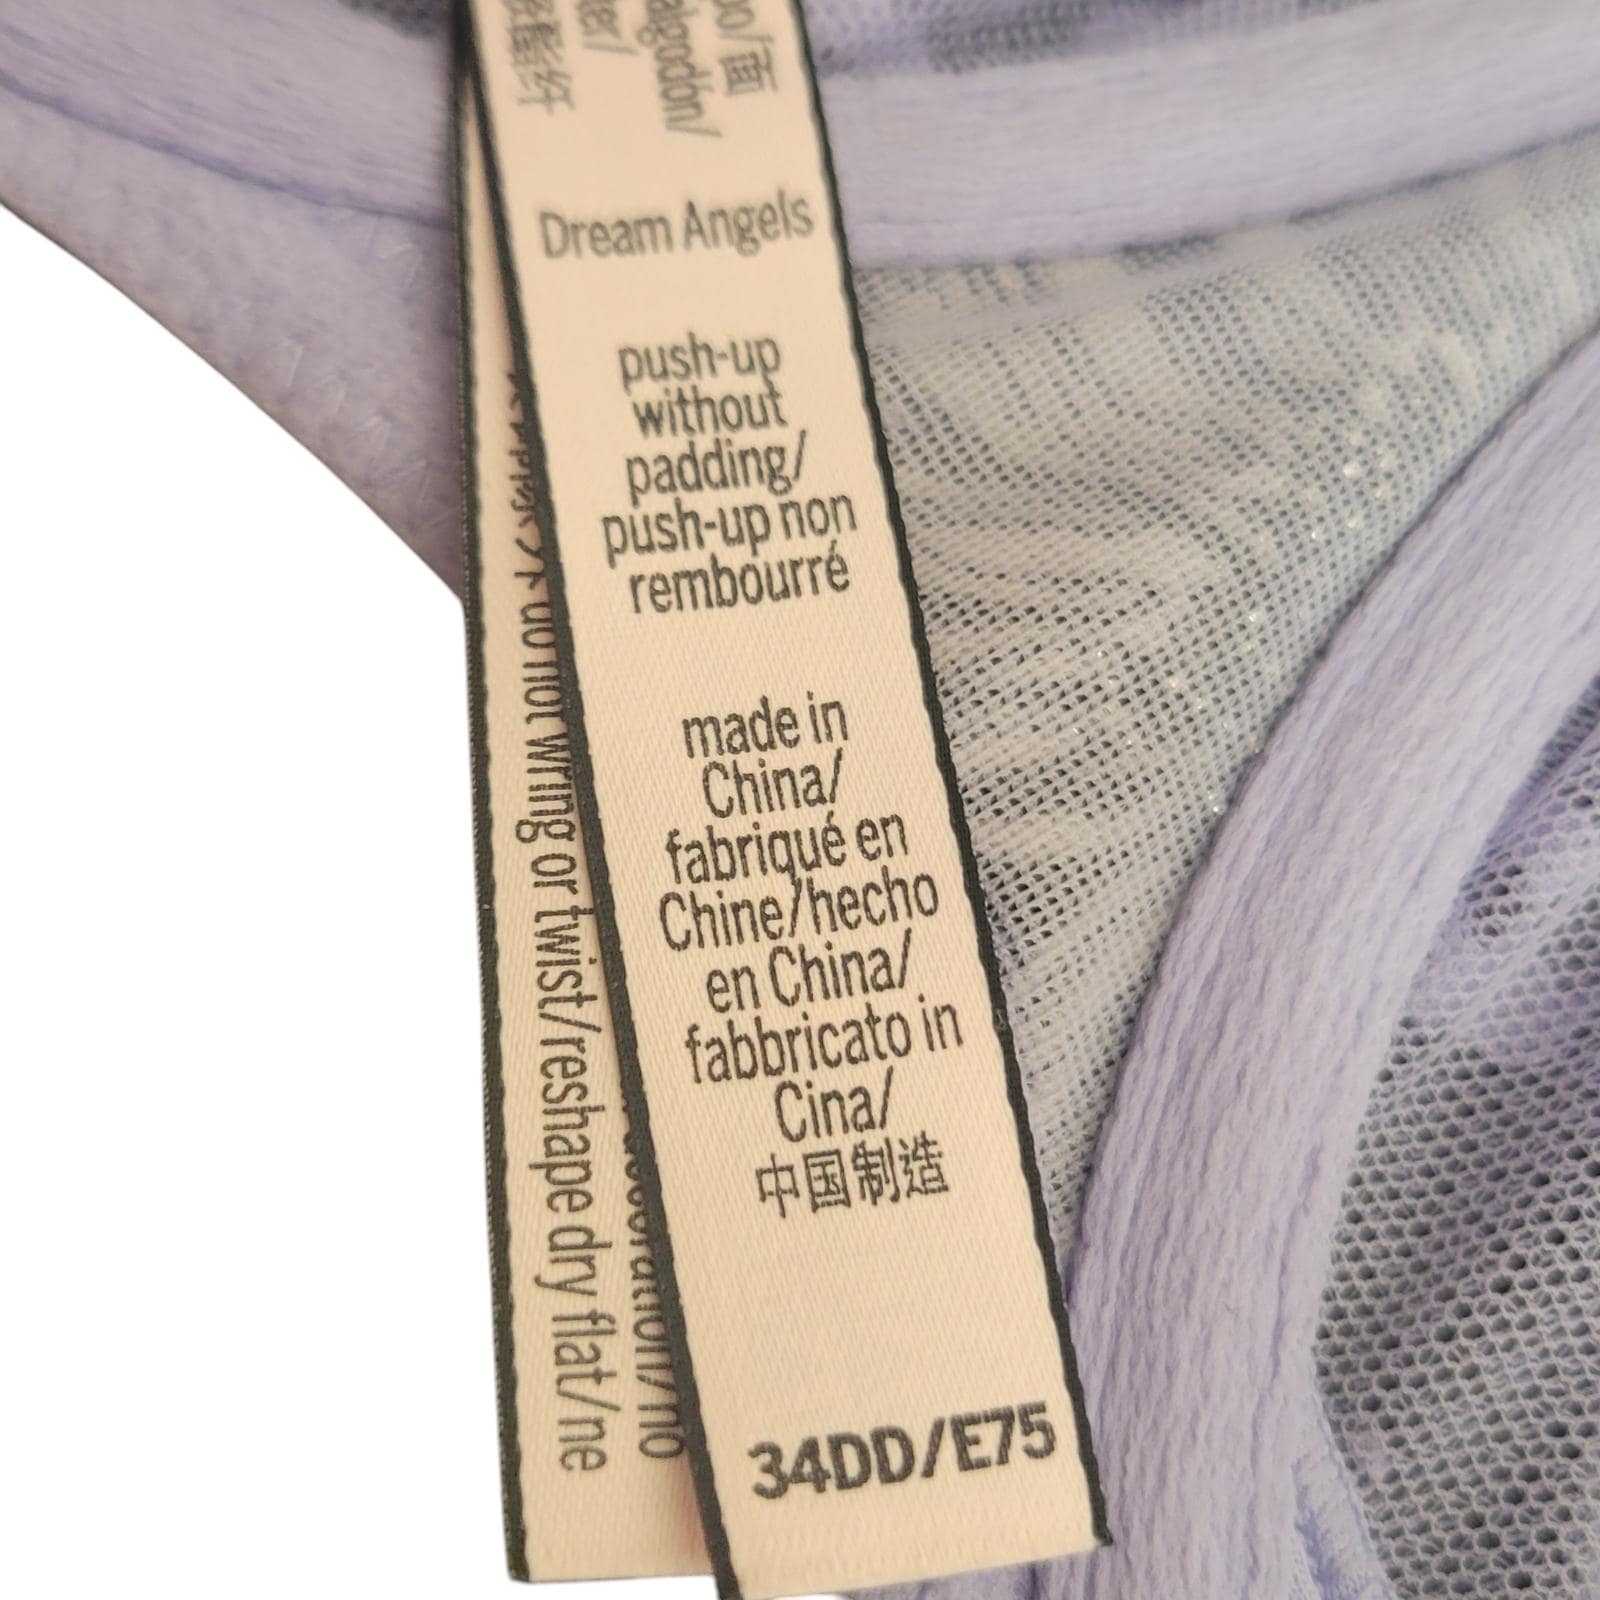 Dream Angels
push-up
without
padding/
push-up non
rembourré
made in
China/
fabriqué en
Chine/hecho
en China/
fabbricato in
Cina/
中国制造
34DD/E75
do not wring or twist/reshape dry flat/ne